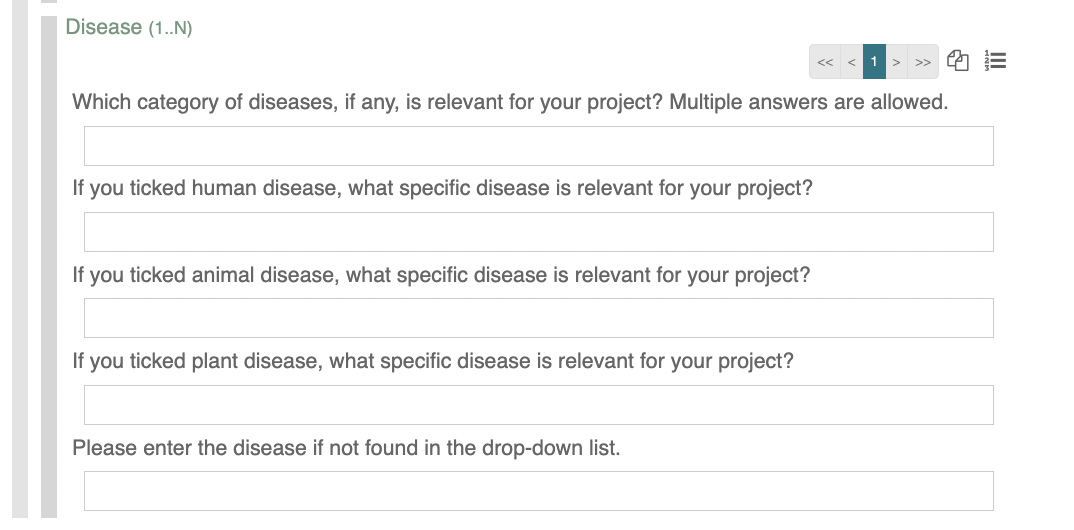 Disease (1..N)
<< < 1 > >>
Which category of diseases, if any, is relevant for your project? Multiple answers are allowed.
If you ticked human disease, what specific disease is relevant for your project?
If you ticked animal disease, what specific disease is relevant for your project?
If you ticked plant disease, what specific disease is relevant for your project?
Please enter the disease if not found in the drop-down list.